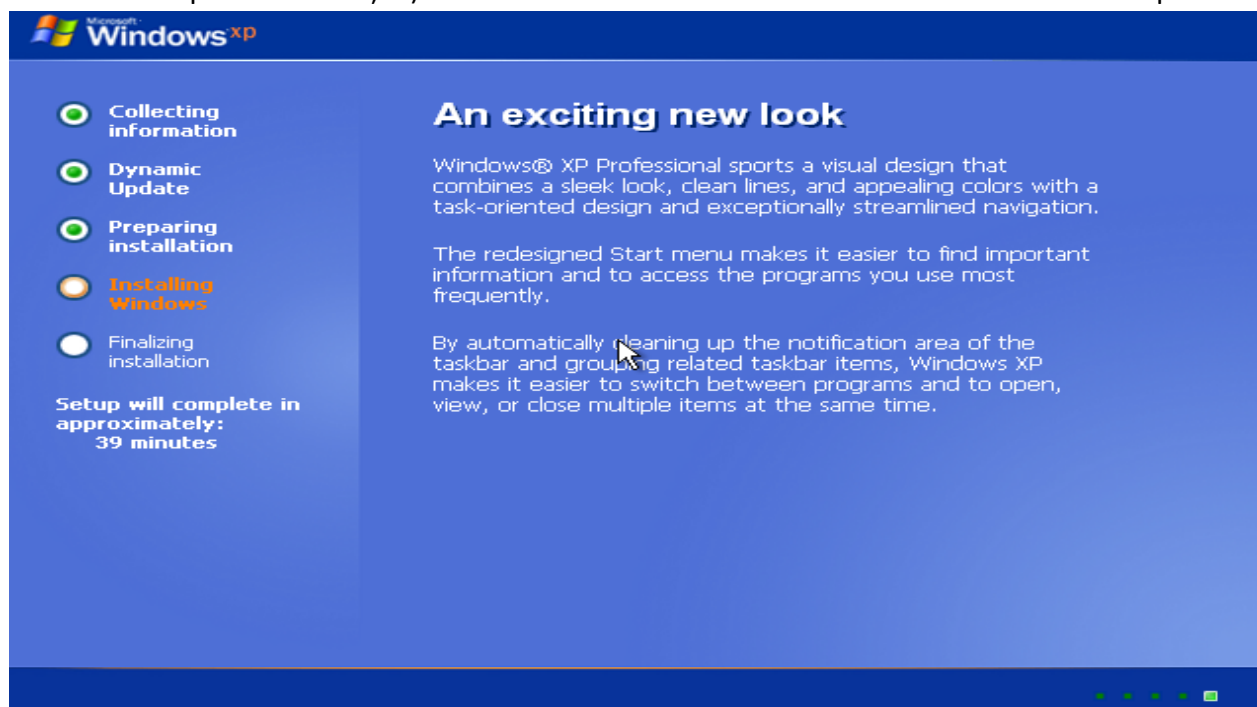 Microsoft
Windows xp
Collecting
information
Dynamic
Update
Preparing
installation
Installing
Windows
Finalizing
installation
Setup will complete in
approximately:
39 minutes
An exciting new look
Windows® XP Professional sports a visual design that
combines a sleek look, clean lines, and appealing colors with a
task-oriented design and exceptionally streamlined navigation.
The redesigned Start menu makes it easier to find important
information and to access the programs you use most
frequently.
By automatically cleaning up the notification area of the
taskbar and grouping related taskbar items, Windows XP
makes it easier to switch between programs and to open,
view, or close multiple items at the same time.